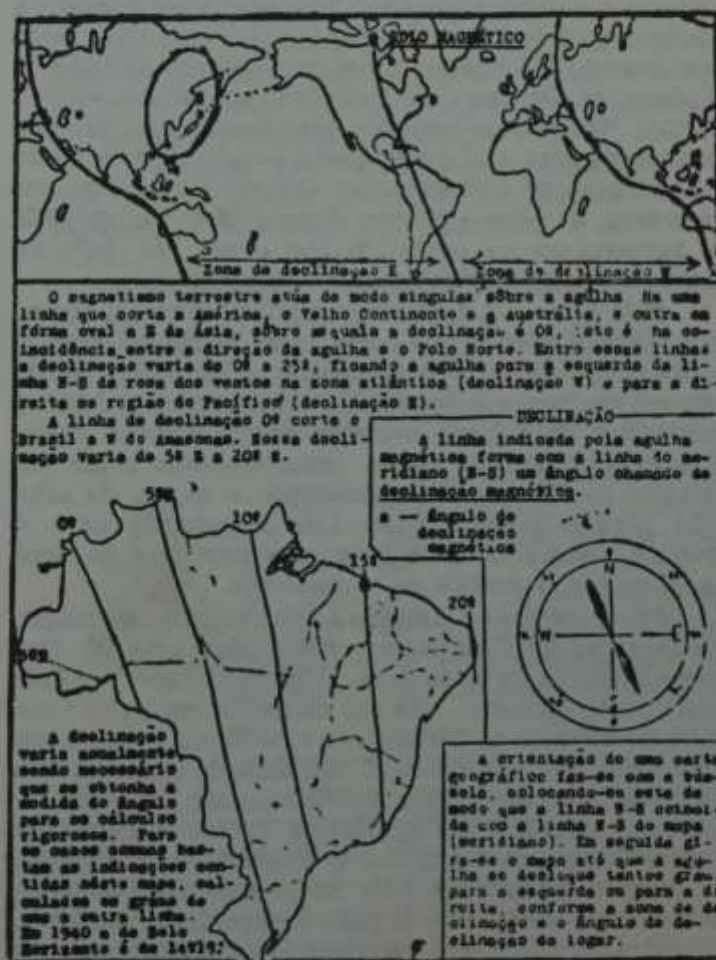 POLO MAGNÉTICO
0º
0º
Zona de declinação E
Zona de declinação W
O magnetismo terrestre atúa de modo singular sôbre a agulha Ha uma
linha que corta a América, o Velho Continente e a Austrália, e outra em
fórma oval a E da Ásia, sôbre as quais a declinação é 0º, isto é ha co-
incidência entre a direção da agulha e o Polo Norte. Entre essas linhas
a declinação varia de 0º a 25º, ficando a agulha para a esquerda da li-
nha N-S da rosa dos ventos na zona atlântica (declinação W) e para a di-
reita na região do Pacífico (declinação E).
A linha de declinação 0º corta o
Brasil a W do Amazonas. Nossa decli-
nação varia de 5º E a 20º W.
DECLINAÇÃO
A linha indicada pela agulha
magnética forma com a linha do me-
ridiano (N-S) um ângulo chamado de
declinação magnética.
a — Ângulo de
declinação
magnética
0º
5º
10º
15º
20º
N
W
E
A declinação
varia anualmente
sendo necessário
que se obtenha a
medida do ângulo
para os cálculos
rigorosos. Para
os casos comuns bas-
tam as indicações con-
tidas nêste mapa, cal-
culados os gráus de
uma a outra linha.
Em 1940 a de Belo
Horizonte é de
A orientação de uma carta
geográfica faz-se com a bús-
sola, colocando-se esta de
modo que a linha N-S coinci-
da com a linha N-S do mapa
(meridiano). Em seguida gi-
ra-se o mapa até que a agu-
lha se desloque tantos graus
para a esquerda ou para a di
reita, conforme a zona de de
clinação e o ângulo de de-
clinação do logar.